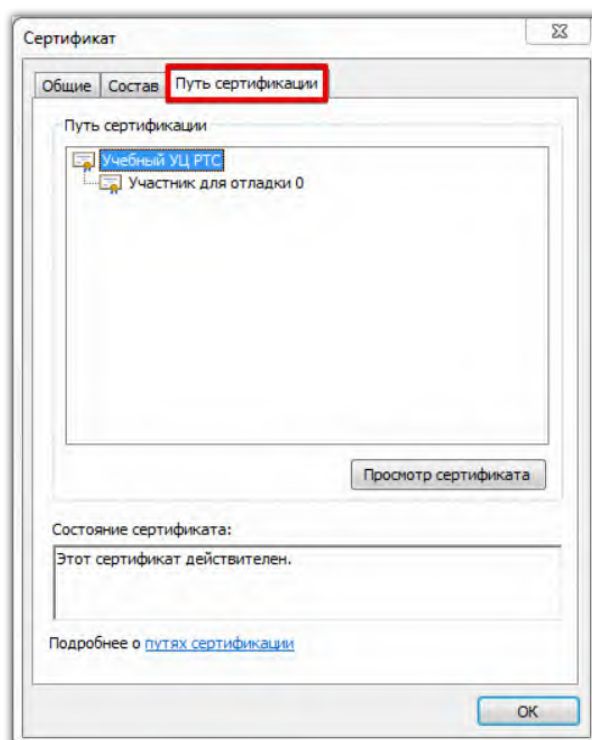 Сертификат
Общие Состав Путь сертификации
Путь сертификации
Учебный УЦ РТС
Участник для отладки 0
Просмотр сертификата
Состояние сертификата:
Этот сертификат действителен.
Подробнее о путях сертификации
ОК